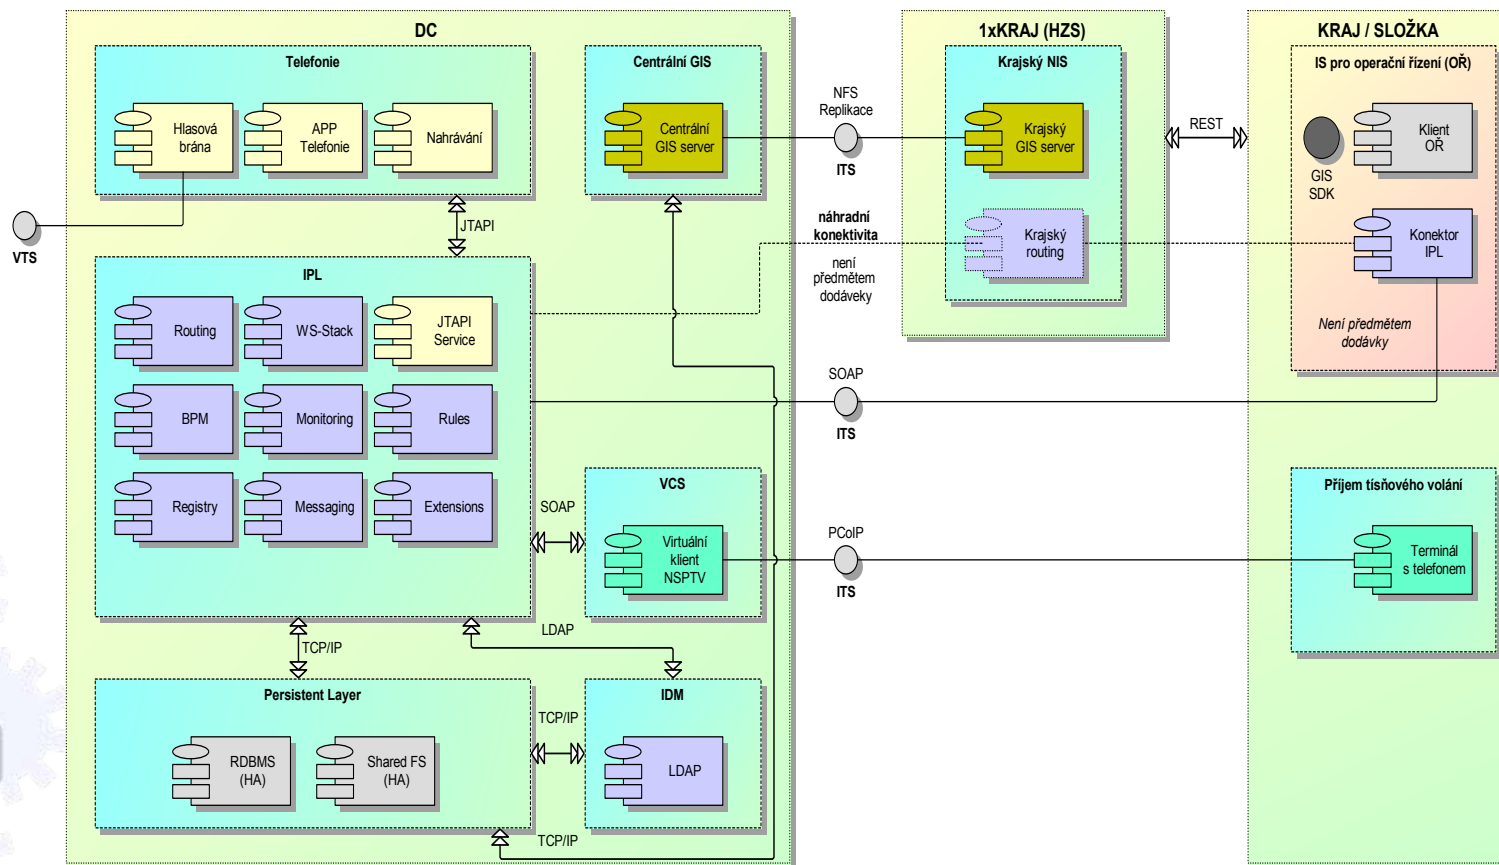 DC
Telefonie
Hlasová
brána
APP
Telefonie
Nahrávání
Centrální GIS
Centrální
GIS server
NFS
Replikace
ITS
1xKRAJ (HZS)
Krajský NIS
Krajský
GIS server
Krajský
routing
REST
KRAJ / SLOŽKA
IS pro operační řízení (OŘ)
GIS
SDK
Klient
OŘ
Konektor
IPL
Není předmětem
dodávky
VTS
JTAPI
náhradní
konektivita
není
předmětem
dodáveky
IPL
Routing
WS-Stack
JTAPI
Service
BPM
Monitoring
Rules
Registry
Messaging
Extensions
SOAP
ITS
SOAP
VCS
Virtuální
klient
NSPTV
PCoIP
ITS
Příjem tísňového volání
Terminál
s telefonem
TCP/IP
LDAP
Persistent Layer
RDBMS
(HA)
Shared FS
(HA)
TCP/IP
IDM
LDAP
TCP/IP